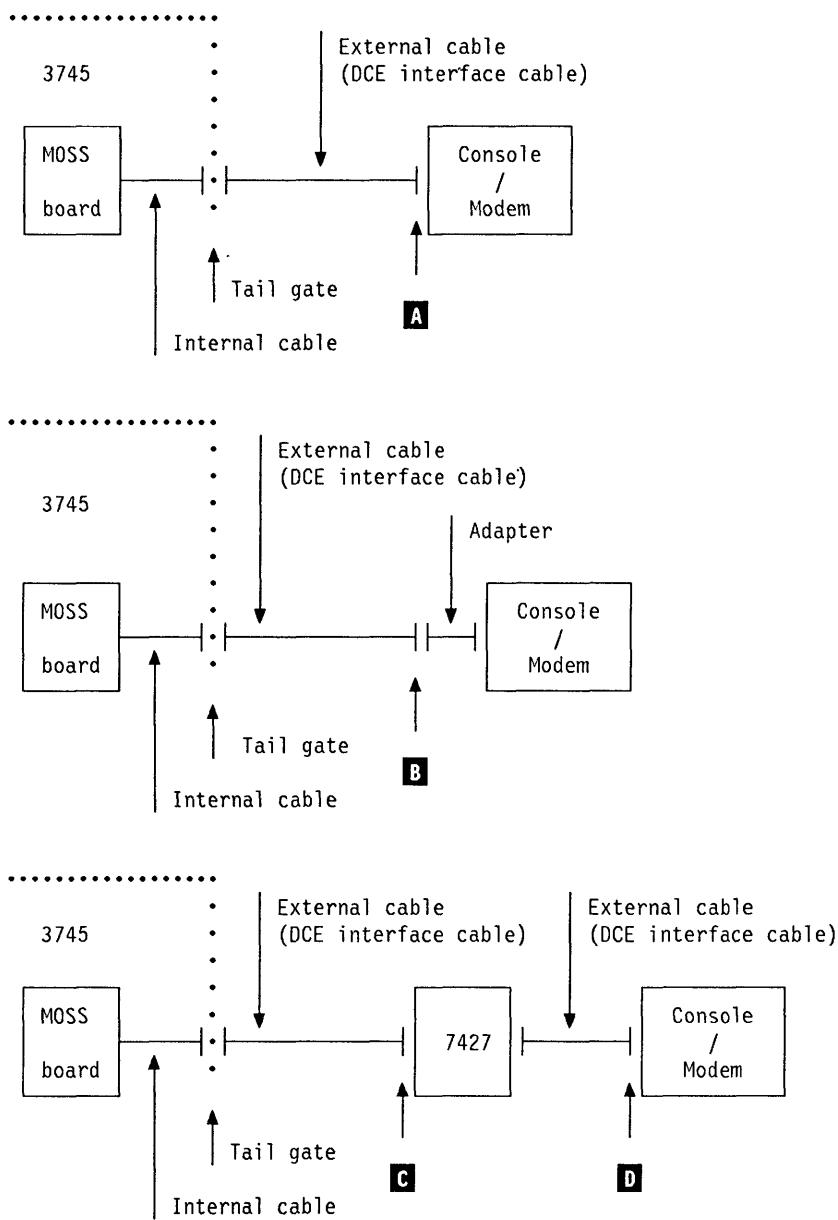 External cable
(DCE interface cable)
3745
MOSS
board
Console
/
Modem
Tail gate
A
Internal cable
External cable
(DCE interface cable)
3745
Adapter
MOSS
board
Console
/
Modem
Tail gate
B
Internal cable
External cable
(DCE interface cable)
External cable
(DCE interface cable)
3745
MOSS
board
7427
Console
/
Modem
Tail gate
C
D
Internal cable